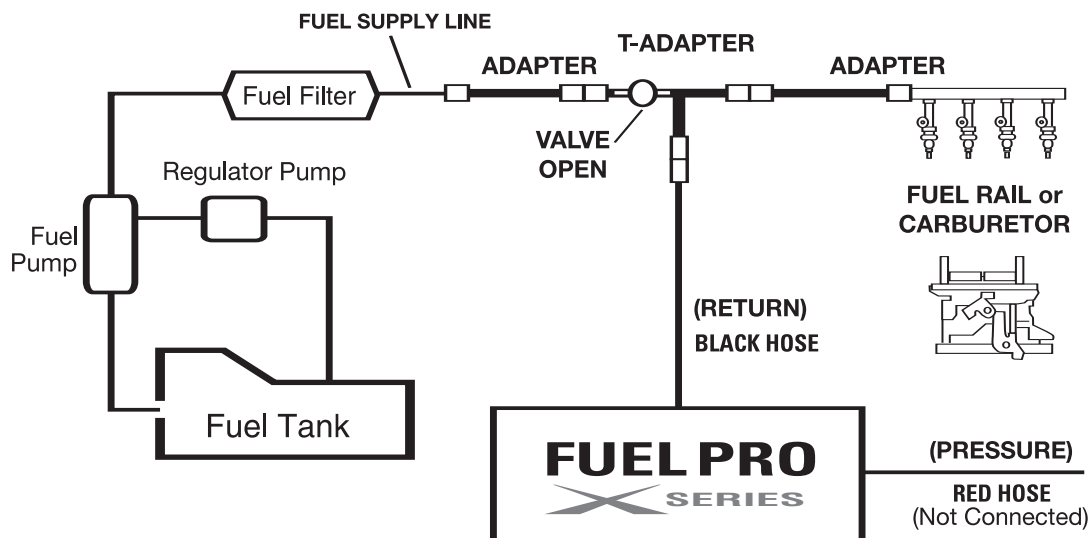 FUEL SUPPLY LINE
T-ADAPTER
ADAPTER
ADAPTER
Fuel Filter
VALVE
OPEN
Regulator Pump
FUEL RAIL or
CARBURETOR
Fuel
Pump
(RETURN)
BLACK HOSE
Fuel Tank
FUEL PRO
X SERIES
(PRESSURE)
RED HOSE
(Not Connected)